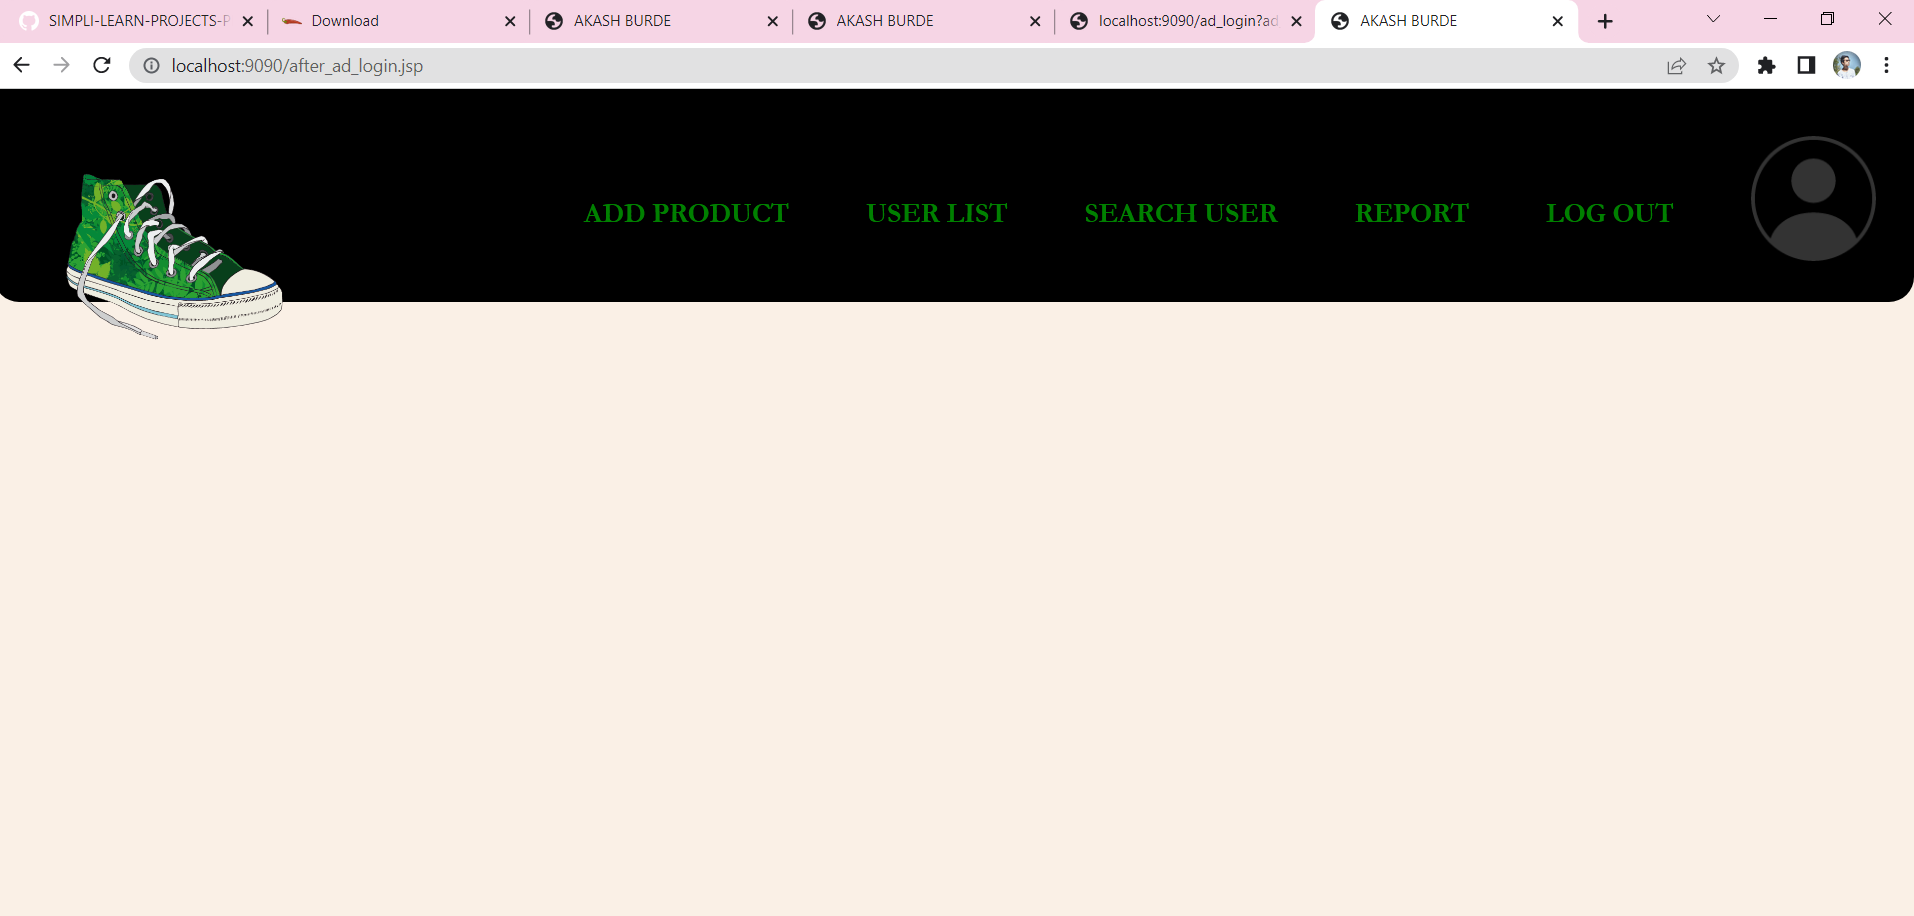 SIMPLI-LEARN-PROJECTS-P
Download
AKASH BURDE
AKASH BURDE
localhost:9090/ad_login?ad
AKASH BURDE
localhost:9090/after_ad_login.jsp
ADD PRODUCT
USER LIST
SEARCH USER
REPORT
LOG OUT